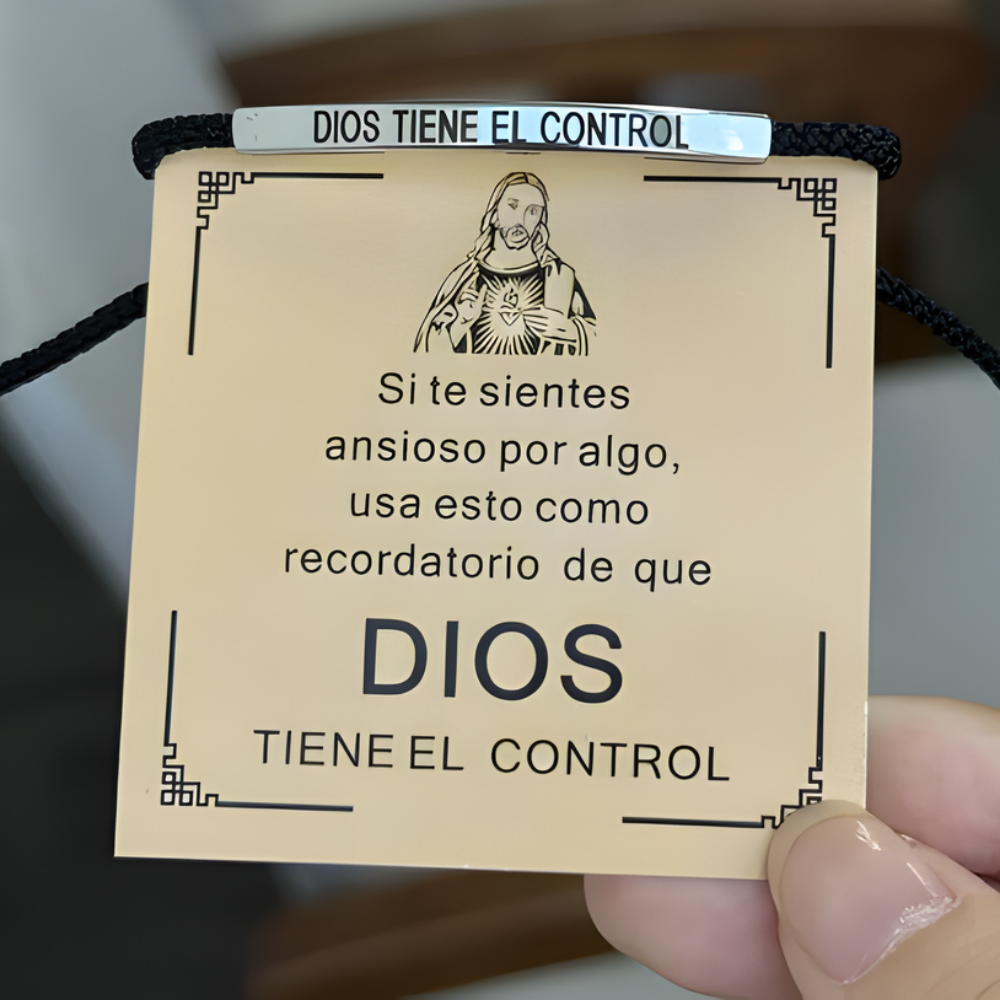 DIOS TIENE EL CONTROL
Si te sientes
ansioso por algo,
usa esto como
recordatorio de que
DIOS
TIENE EL CONTROL